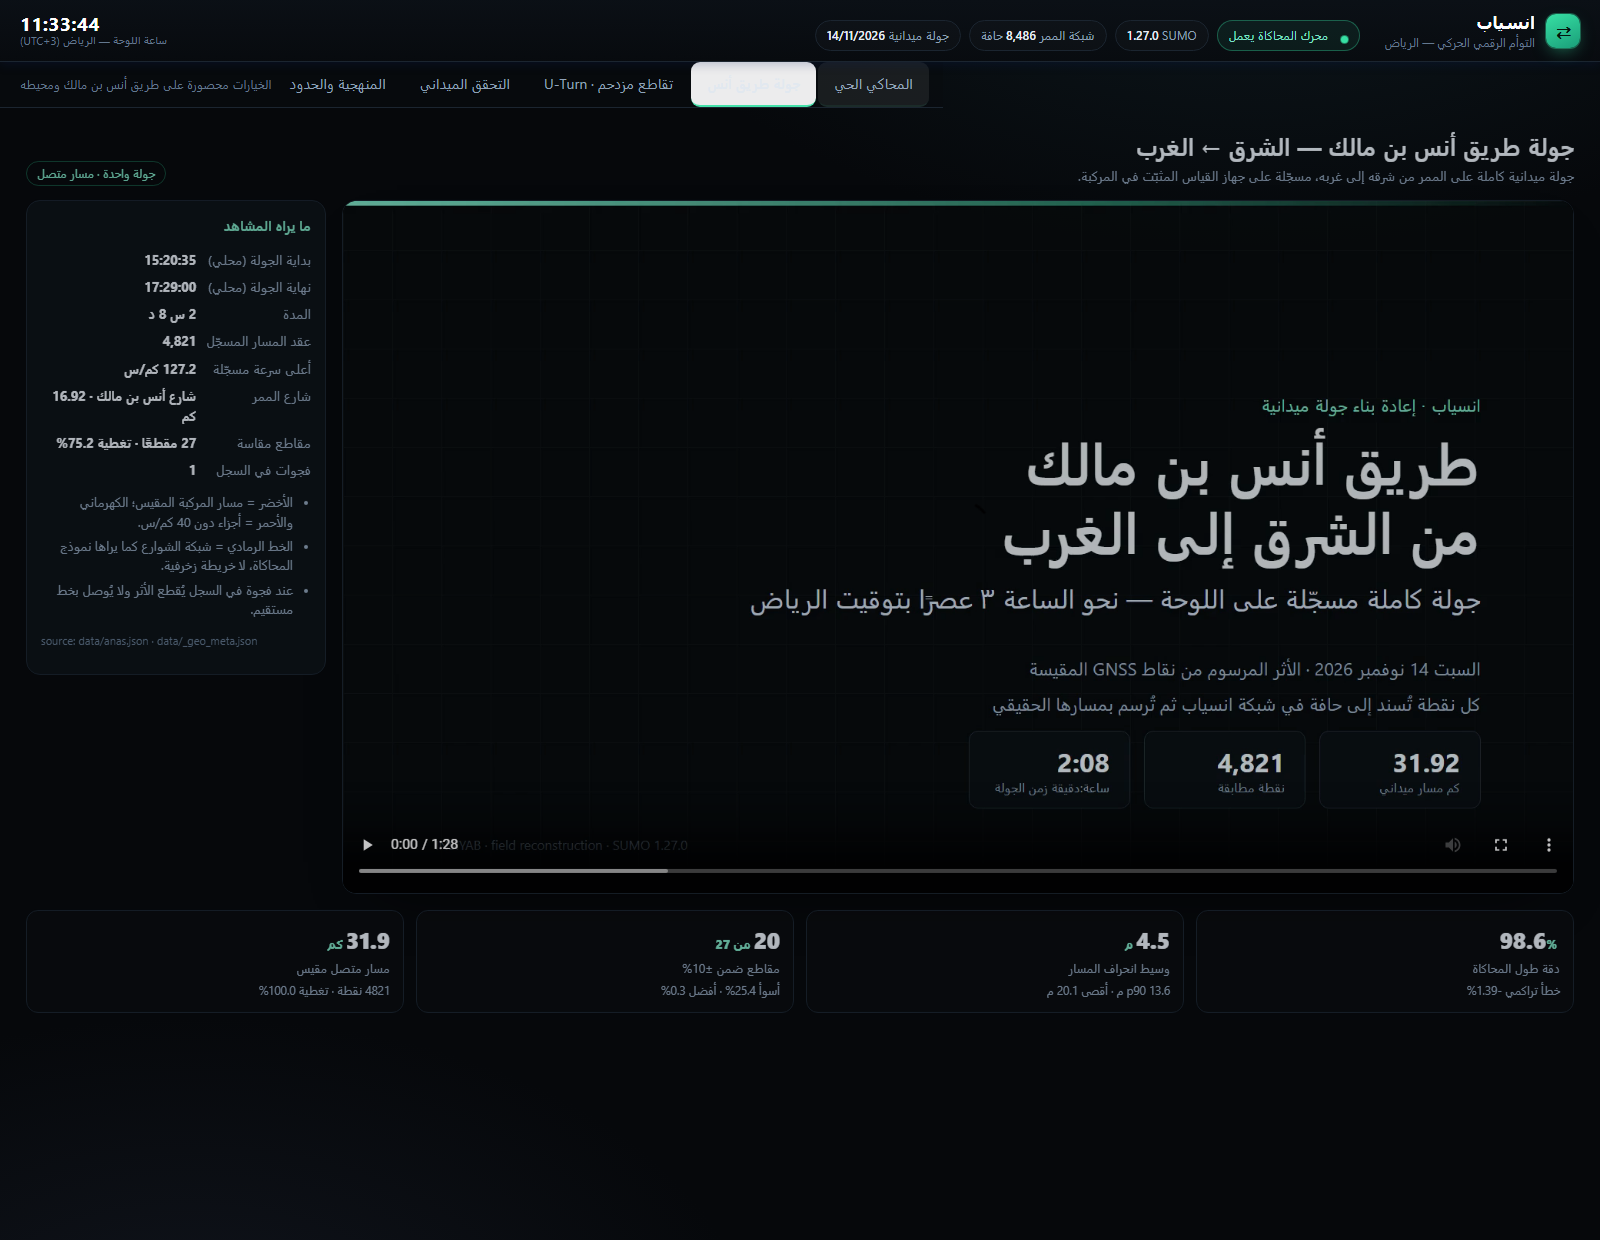 انسياب
التوأم الرقمي الحركي — الرياض
محرك المحاكاة يعمل
SUMO 1.27.0
شبكة الممر 8,486 حافة
جولة ميدانية 14/11/2026
11:33:44
ساعة اللوحة — الرياض (UTC+3)
المحاكي الحي
جولة طريق أنس
تقاطع مزدحم · U-Turn
التحقق الميداني
المنهجية والحدود
الخيارات محصورة على طريق أنس بن مالك ومحيطه
جولة طريق أنس بن مالك — الشرق ← الغرب
جولة ميدانية كاملة على الممر من شرقه إلى غربه، مسجّلة على جهاز القياس المثبّت في المركبة.
جولة واحدة · مسار متصل
انسياب · إعادة بناء جولة ميدانية
طريق أنس بن مالك
من الشرق إلى الغرب
جولة كاملة مسجّلة على اللوحة — نحو الساعة ٣ عصرًا بتوقيت الرياض
السبت 14 نوفمبر 2026 · الأثر المرسوم من نقاط GNSS المقيسة
كل نقطة تُسند إلى حافة في شبكة انسياب ثم تُرسم بمسارها الحقيقي
31.92
كم مسار ميداني
4,821
نقطة مطابقة
2:08
ساعة:دقيقة زمن الجولة
0:00 / 1:28
YAB · field reconstruction · SUMO 1.27.0
ما يراه المشاهد
بداية الجولة (محلي) 15:20:35
نهاية الجولة (محلي) 17:29:00
المدة 2 س 8 د
عقد المسار المسجّل 4,821
أعلى سرعة مسجّلة 127.2 كم/س
شارع الممر شارع أنس بن مالك · 16.92
كم
مقاطع مقاسة 27 مقطعًا · تغطية 75.2%
فجوات في السجل 1
• الأخضر = مسار المركبة المقيس؛ الكهرماني
والأحمر = أجزاء دون 40 كم/س.
• الخط الرمادي = شبكة الشوارع كما يراها نموذج
المحاكاة، لا خريطة زخرفية.
• عند فجوة في السجل يُقطع الأثر ولا يُوصل بخط
مستقيم.
source: data/anas.json · data/_geo_meta.json
98.6%
دقة طول المحاكاة
خطأ تراكمي -1.39%
4.5 م
وسيط انحراف المسار
p90 13.6 م · أقصى 20.1 م
20 من 27
مقاطع ضمن ±10%
أسوأ 25.4% · أفضل 0.3%
31.9 كم
مسار متصل مقيس
4821 نقطة · تغطية 100.0%